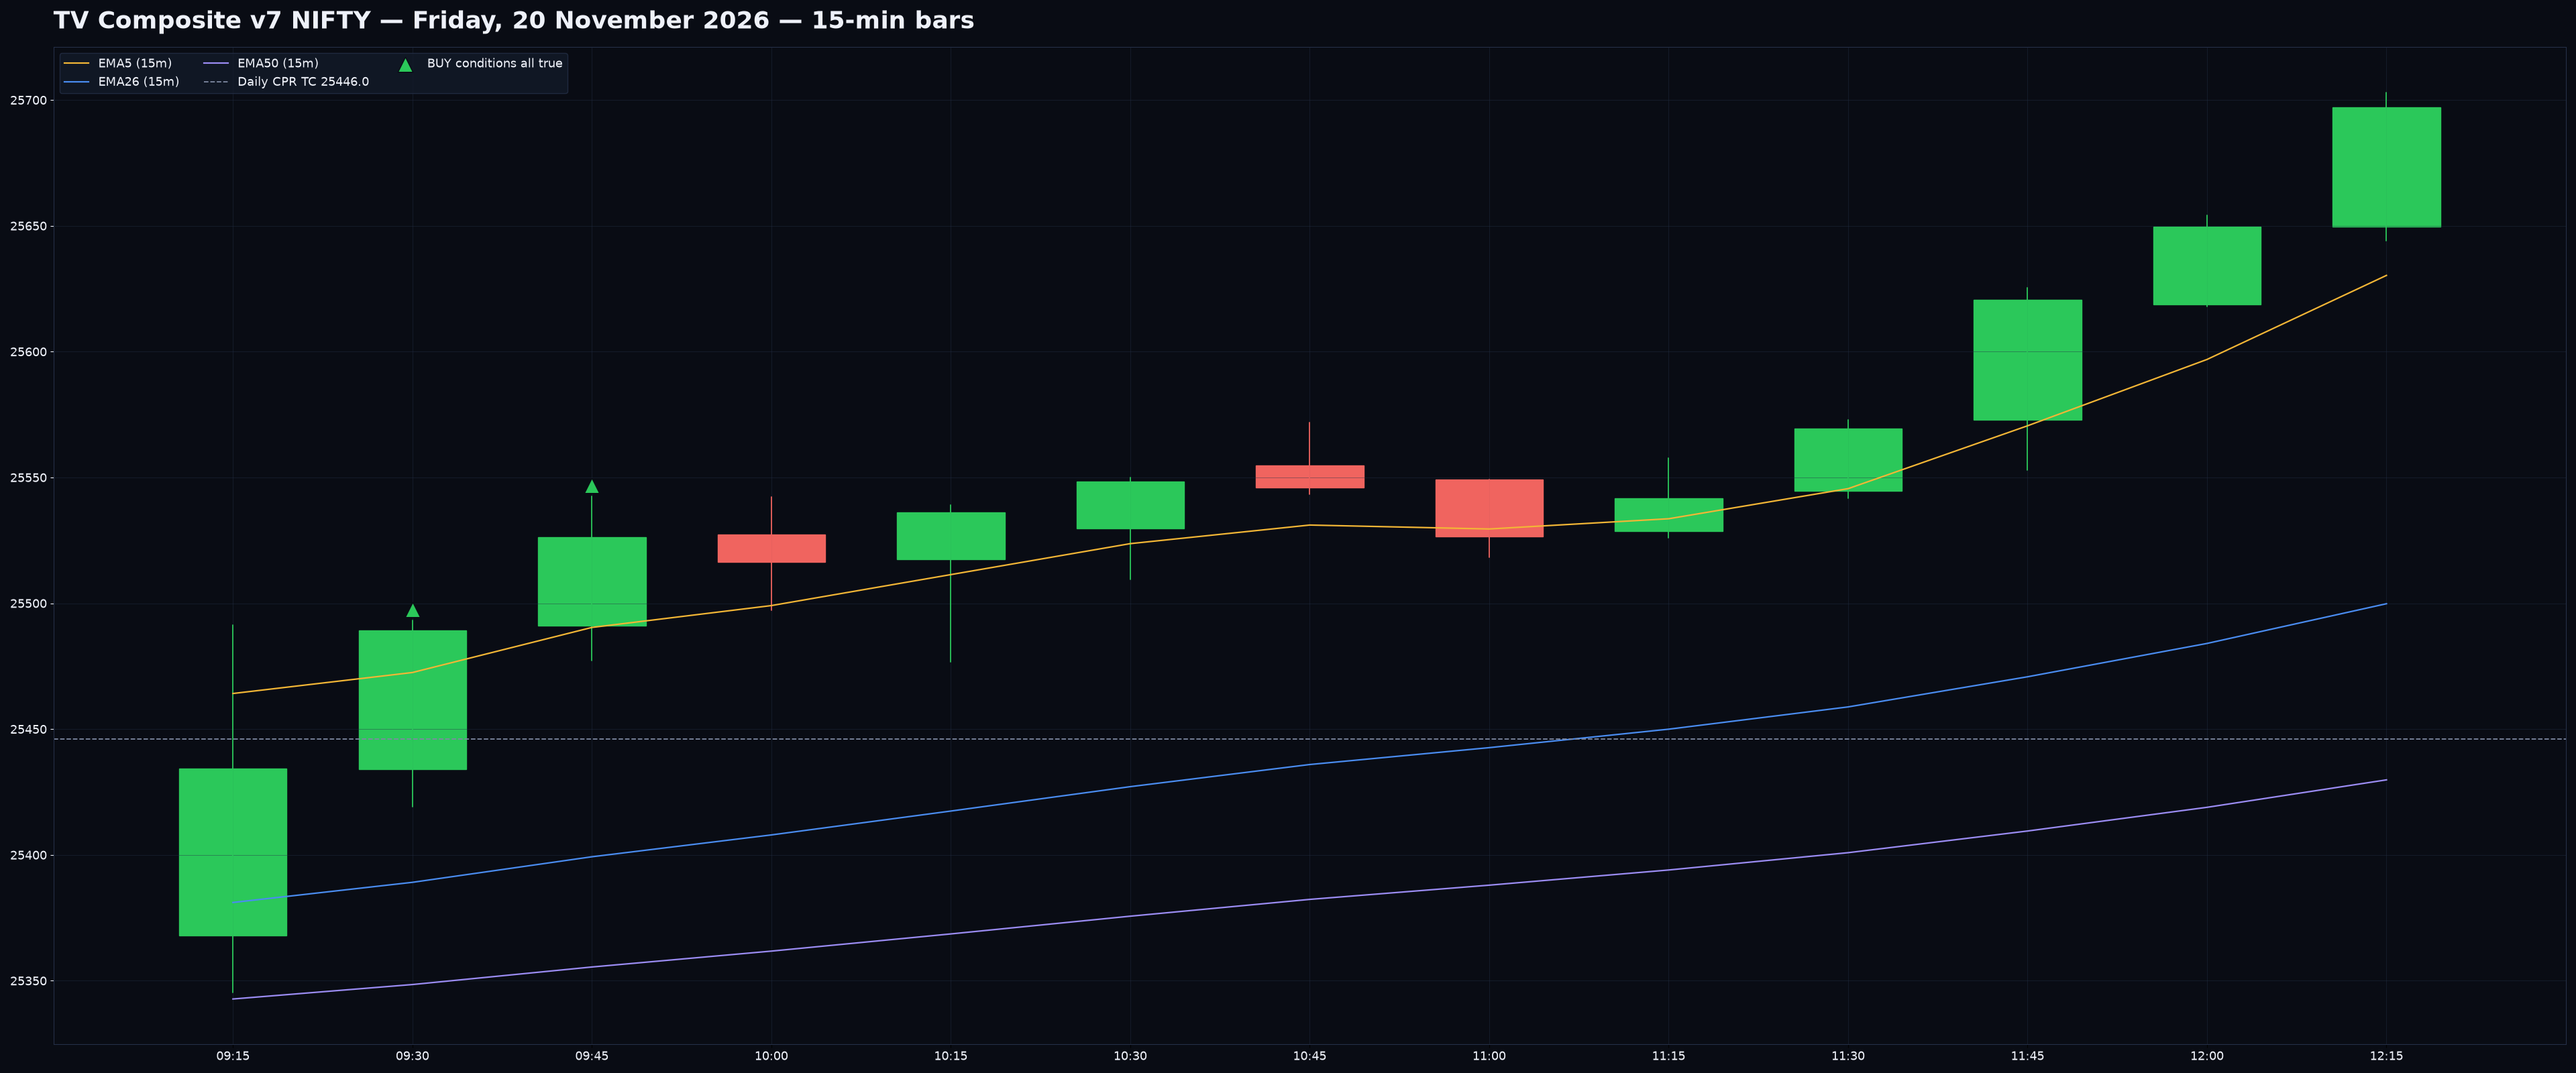 TV Composite v7 NIFTY — Friday, 20 November 2026 — 15-min bars
EMA5 (15m)
EMA26 (15m)
EMA50 (15m)
Daily CPR TC 25446.0
BUY conditions all true
25700
25650
25600
25550
25500
25450
25400
25350
09:15 09:30 09:45 10:00 10:15 10:30 10:45 11:00 11:15 11:30 11:45 12:00 12:15